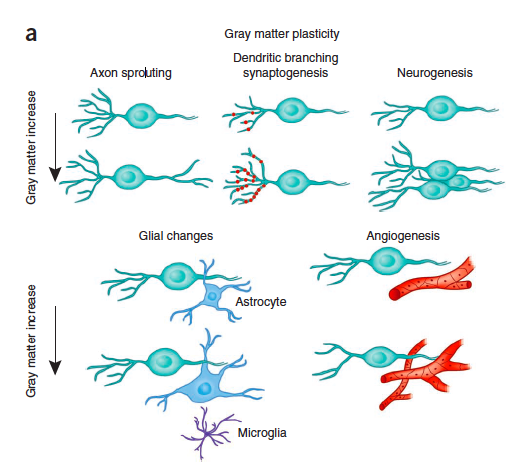 a
Gray matter plasticity
Axon sprouting
Dendritic branching
synaptogenesis
Neurogenesis
Gray matter increase
Glial changes
Angiogenesis
Gray matter increase
Astrocyte
Microglia